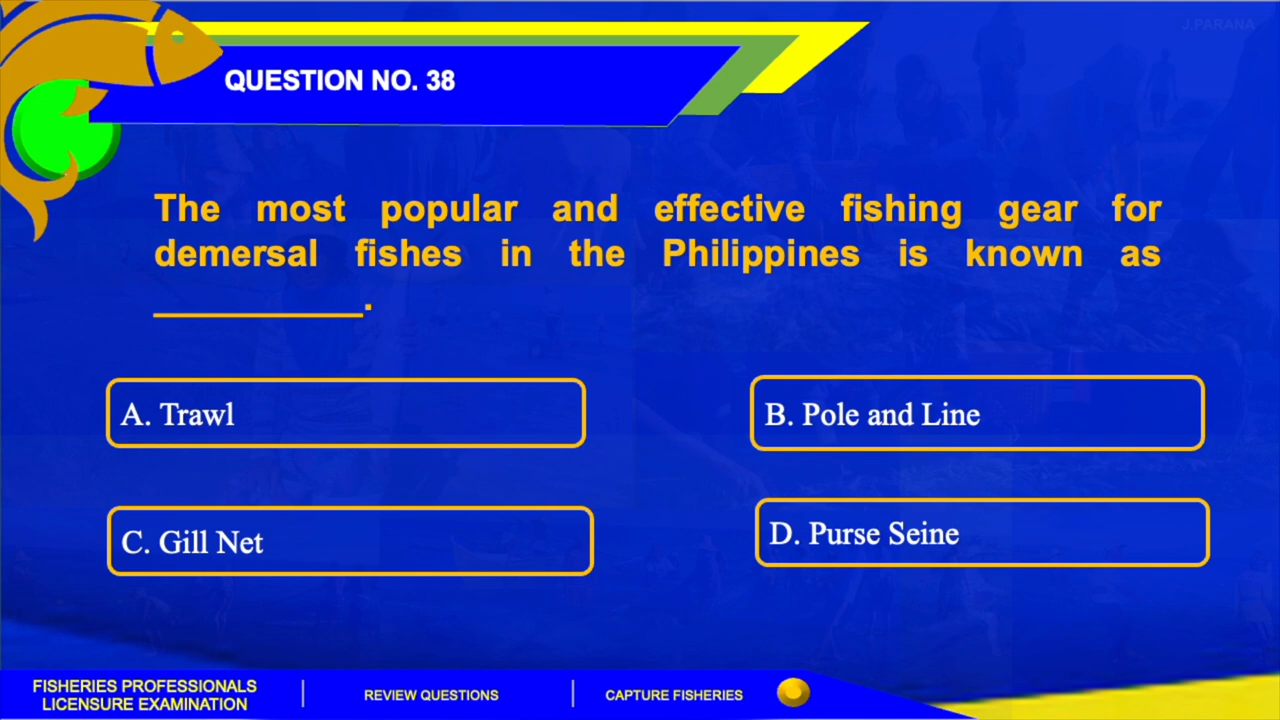 J.PARANA
QUESTION NO. 38
The most popular and effective fishing gear for
demersal fishes in the Philippines is known as
___________.
A. Trawl
B. Pole and Line
C. Gill Net
D. Purse Seine
FISHERIES PROFESSIONALS
LICENSURE EXAMINATION
REVIEW QUESTIONS
CAPTURE FISHERIES